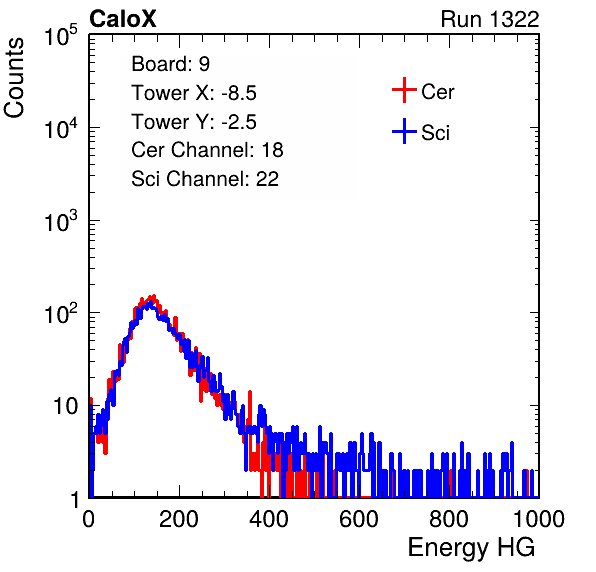 CaloX Run 1322
Counts
10^5
10^4
10^3
10^2
10
1
Board: 9
Tower X: -8.5
Tower Y: -2.5
Cer Channel: 18
Sci Channel: 22
Cer
Sci
0 200 400 600 800 1000
Energy HG